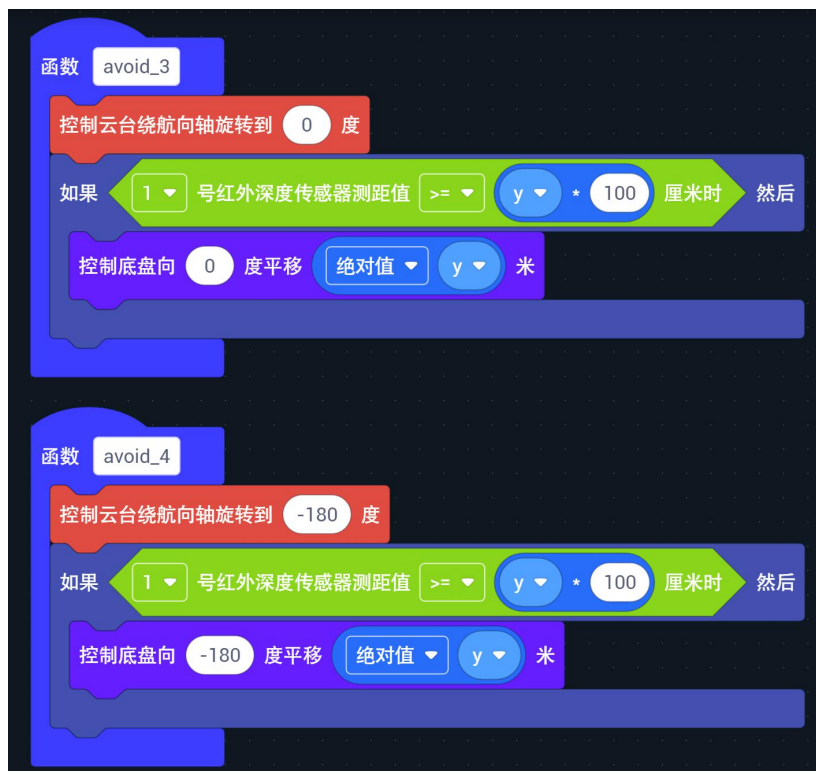 函数 avoid_3
控制云台绕航向轴旋转到 0 度
如果 1 号红外深度传感器测距值 >= y * 100 厘米时 然后
控制底盘向 0 度平移 绝对值 y 米
函数 avoid_4
控制云台绕航向轴旋转到 -180 度
如果 1 号红外深度传感器测距值 >= y * 100 厘米时 然后
控制底盘向 -180 度平移 绝对值 y 米